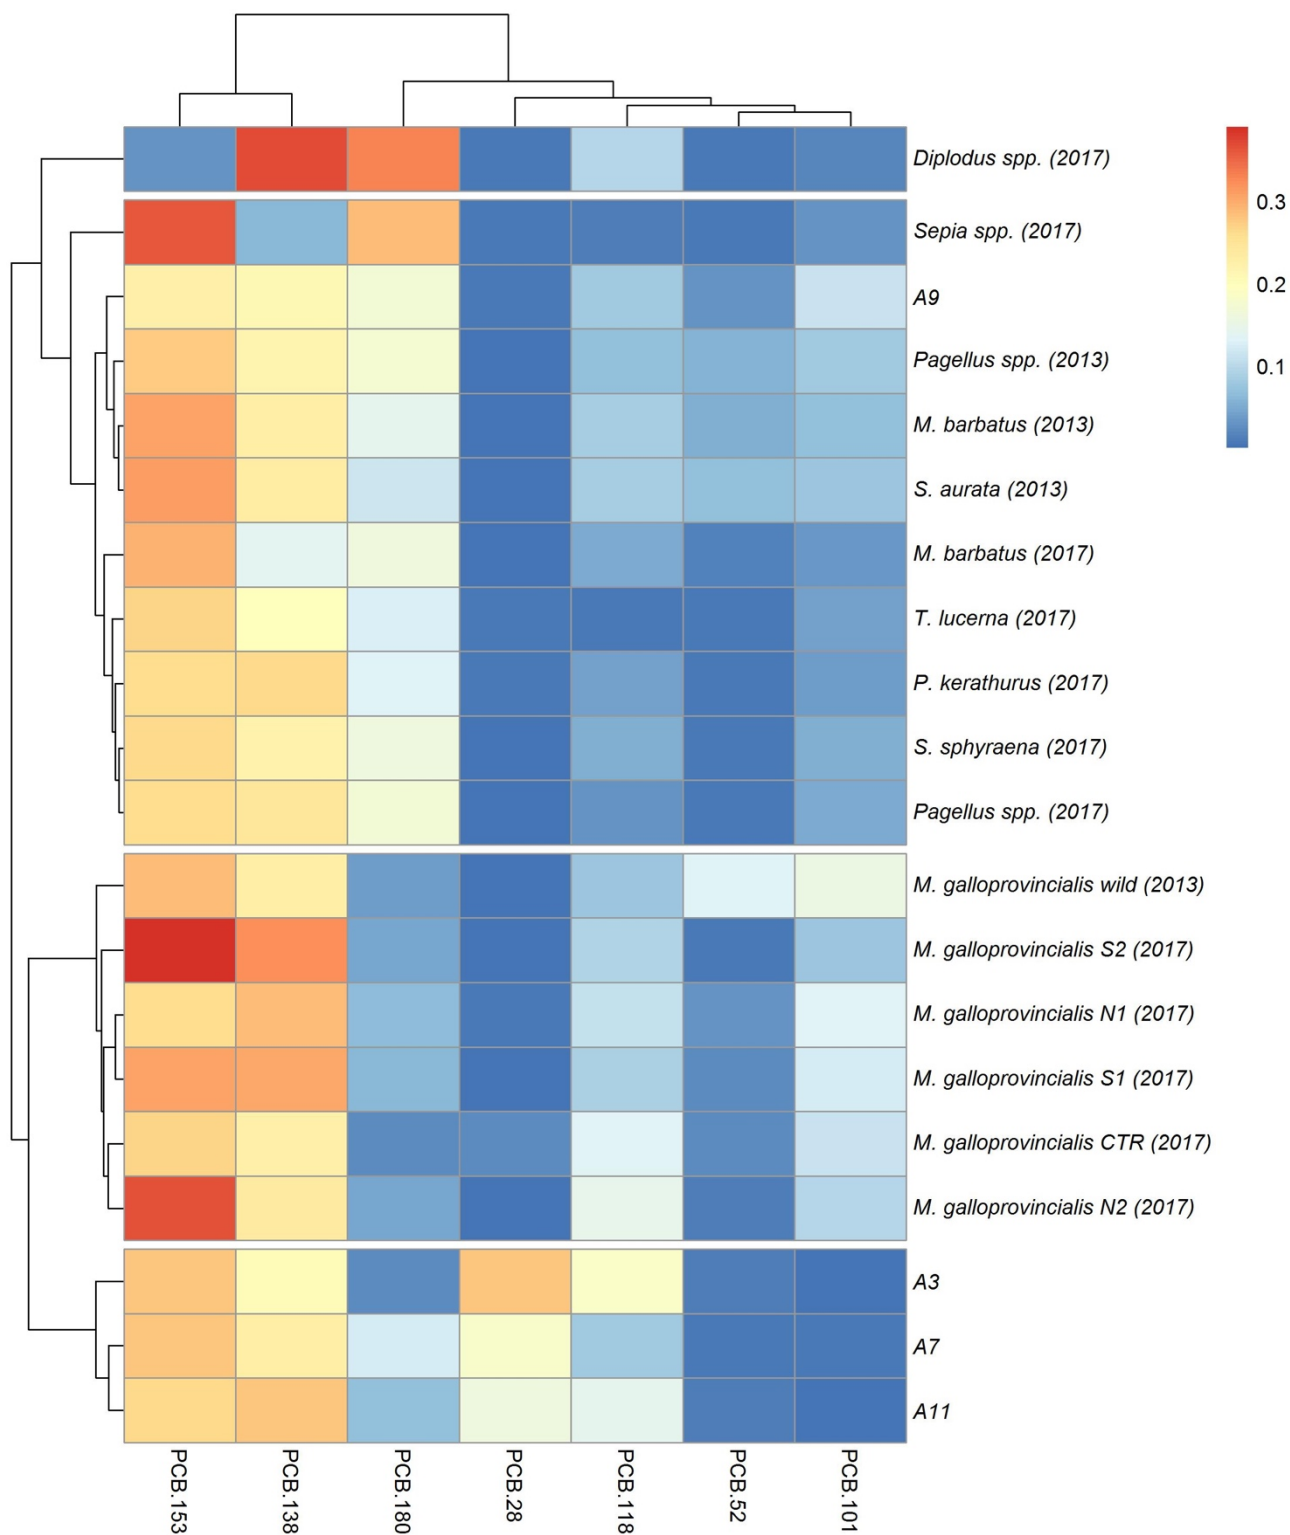 Diplodus spp. (2017)
Sepia spp. (2017)
A9
Pagellus spp. (2013)
M. barbatus (2013)
S. aurata (2013)
M. barbatus (2017)
T. lucerna (2017)
P. kerathurus (2017)
S. sphyraena (2017)
Pagellus spp. (2017)
M. galloprovincialis wild (2013)
M. galloprovincialis S2 (2017)
M. galloprovincialis N1 (2017)
M. galloprovincialis S1 (2017)
M. galloprovincialis CTR (2017)
M. galloprovincialis N2 (2017)
A3
A7
A11
0.3
0.2
0.1
PCB.153
PCB.138
PCB.180
PCB.28
PCB.118
PCB.52
PCB.101